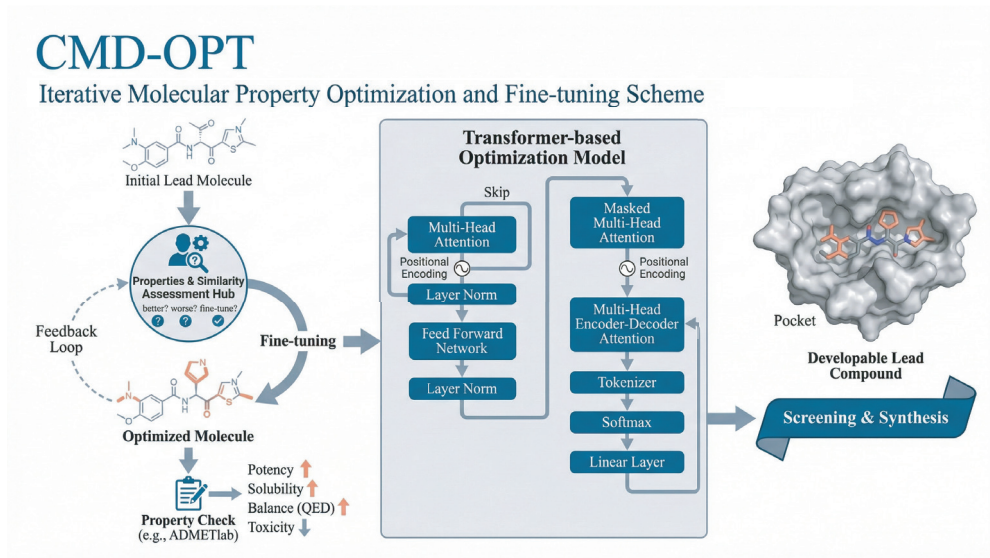 CMD-OPT
Iterative Molecular Property Optimization and Fine-tuning Scheme
N
O
O
N
H
O
O
N
S
Initial Lead Molecule
Properties & Similarity
Assessment Hub
better? worse? fine-tune?
? ?
Feedback
Loop
Fine-tuning
N
O
O
N
H
N
O
N
S
Optimized Molecule
Property Check
(e.g., ADMETlab)
Potency
Solubility
Balance (QED)
Toxicity
Transformer-based
Optimization Model
Skip
Multi-Head
Attention
Positional
Encoding
Layer Norm
Feed Forward
Network
Layer Norm
Masked
Multi-Head
Attention
Positional
Encoding
Multi-Head
Encoder-Decoder
Attention
Tokenizer
Softmax
Linear Layer
Pocket
Developable Lead
Compound
Screening & Synthesis